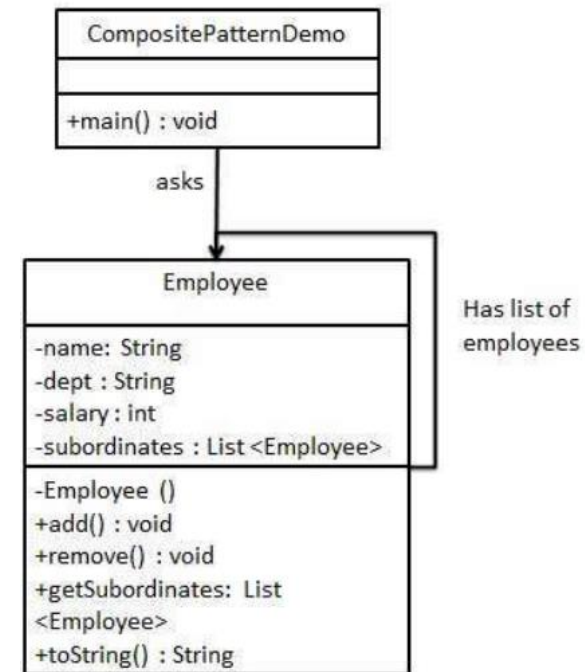 CompositePatternDemo
+main() : void
asks
Employee
Has list of
employees
-name: String
-dept : String
-salary : int
-subordinates : List <Employee>
-Employee ()
+add() : void
+remove() : void
+getSubordinates: List
<Employee>
+toString() : String